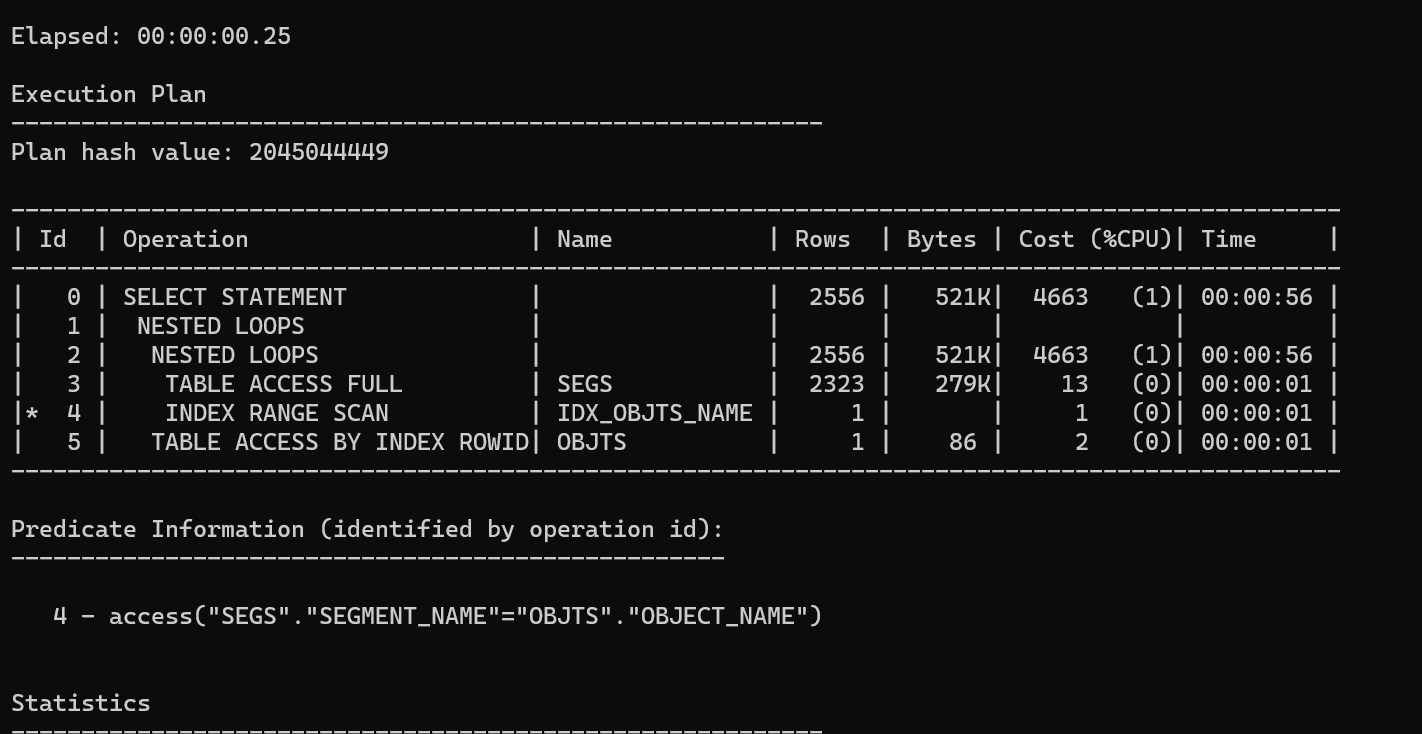 Elapsed: 00:00:00.25
Execution Plan
----------------------------------------------------------
Plan hash value: 2045044449
-----------------------------------------------------------------------------------------------
| Id  | Operation                    | Name           | Rows  | Bytes | Cost (%CPU)| Time     |
-----------------------------------------------------------------------------------------------
|   0 | SELECT STATEMENT             |                |  2556 |   521K|  4663   (1)| 00:00:56 |
|   1 |  NESTED LOOPS                |                |       |       |            |          |
|   2 |   NESTED LOOPS               |                |  2556 |   521K|  4663   (1)| 00:00:56 |
|   3 |    TABLE ACCESS FULL         | SEGS           |  2323 |   279K|    13   (0)| 00:00:01 |
|*  4 |    INDEX RANGE SCAN          | IDX_OBJTS_NAME |     1 |       |     1   (0)| 00:00:01 |
|   5 |   TABLE ACCESS BY INDEX ROWID| OBJTS          |     1 |    86 |     2   (0)| 00:00:01 |
-----------------------------------------------------------------------------------------------
Predicate Information (identified by operation id):
---------------------------------------------------
   4 - access("SEGS"."SEGMENT_NAME"="OBJTS"."OBJECT_NAME")
Statistics
----------------------------------------------------------